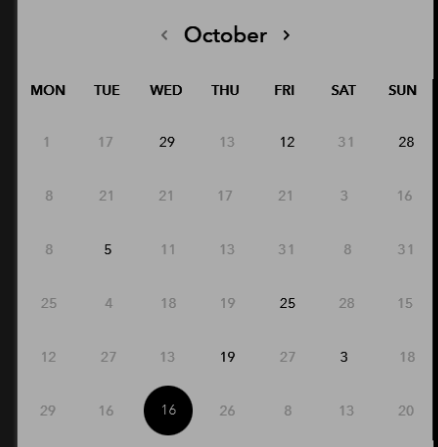 ‹ October ›
MON TUE WED THU FRI SAT SUN
1 17 29 13 12 31 28
8 21 21 17 21 3 16
8 5 11 13 31 8 31
25 4 18 19 25 28 15
12 27 13 19 27 3 18
29 16 16 26 8 13 20